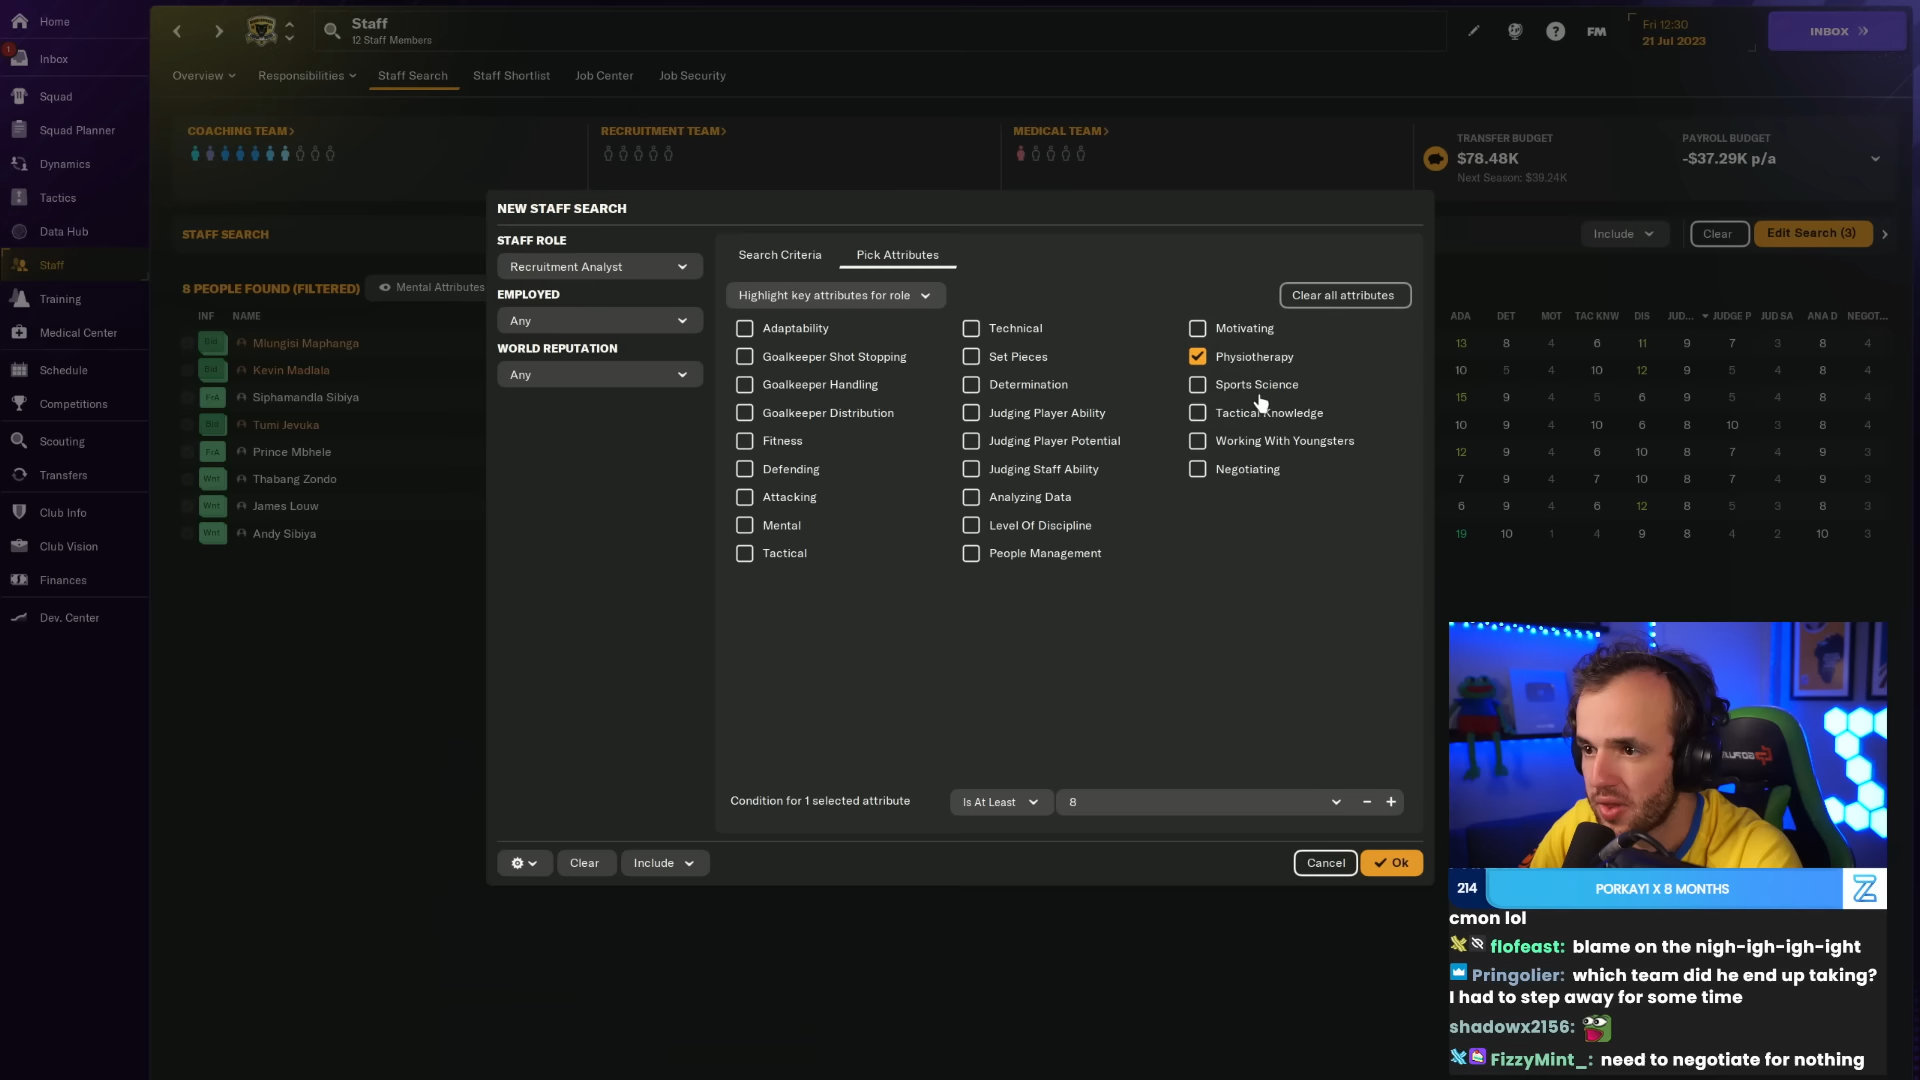 Home
1
Inbox
Squad
Squad Planner
Dynamics
Tactics
Data Hub
Staff
Training
Medical Center
Schedule
Competitions
Scouting
Transfers
Club Info
Club Vision
Finances
Dev. Center
Staff
12 Staff Members
FM
Fri 12:30
21 Jul 2023
INBOX
Overview
Responsibilities
Staff Search
Staff Shortlist
Job Center
Job Security
COACHING TEAM>
RECRUITMENT TEAM>
MEDICAL TEAM>
TRANSFER BUDGET
$78.48K
Next Season: $39.24K
PAYROLL BUDGET
-$37.29K p/a
STAFF SEARCH
Include
Clear
Edit Search (3)
8 PEOPLE FOUND (FILTERED)
Mental Attributes
INF NAME
Bid Mlungisi Maphanga
Bid Kevin Madlala
FrA Siphamandla Sibiya
Bid Tumi Jevuka
FrA Prince Mbhele
Wnt Thabang Zondo
Wnt James Louw
Wnt Andy Sibiya
ADA DET MOT TAC KNW DIS JUD... JUDGE P JUD SA ANA D NEGOT...
13 8 4 6 11 9 7 3 8 4
10 5 4 10 12 9 5 4 8 4
15 9 4 5 6 9 5 4 8 4
10 9 4 10 6 8 10 3 8 4
12 9 4 6 10 8 7 4 9 3
7 9 4 7 10 8 7 4 9 3
6 9 4 6 12 8 5 3 8 3
19 10 1 4 9 8 4 2 10 3
NEW STAFF SEARCH
STAFF ROLE
Recruitment Analyst
EMPLOYED
Any
WORLD REPUTATION
Any
Search Criteria
Pick Attributes
Highlight key attributes for role
Clear all attributes
Adaptability
Goalkeeper Shot Stopping
Goalkeeper Handling
Goalkeeper Distribution
Fitness
Defending
Attacking
Mental
Tactical
Technical
Set Pieces
Determination
Judging Player Ability
Judging Player Potential
Judging Staff Ability
Analyzing Data
Level Of Discipline
People Management
Motivating
Physiotherapy
Sports Science
Tactical Knowledge
Working With Youngsters
Negotiating
Condition for 1 selected attribute
Is At Least
8
Clear
Include
Cancel
Ok
214
PORKAY1 X 8 MONTHS
cmon lol
flofeast: blame on the nigh-igh-igh-ight
Pringolier: which team did he end up taking?
I had to step away for some time
shadowx2156:
FizzyMint_: need to negotiate for nothing